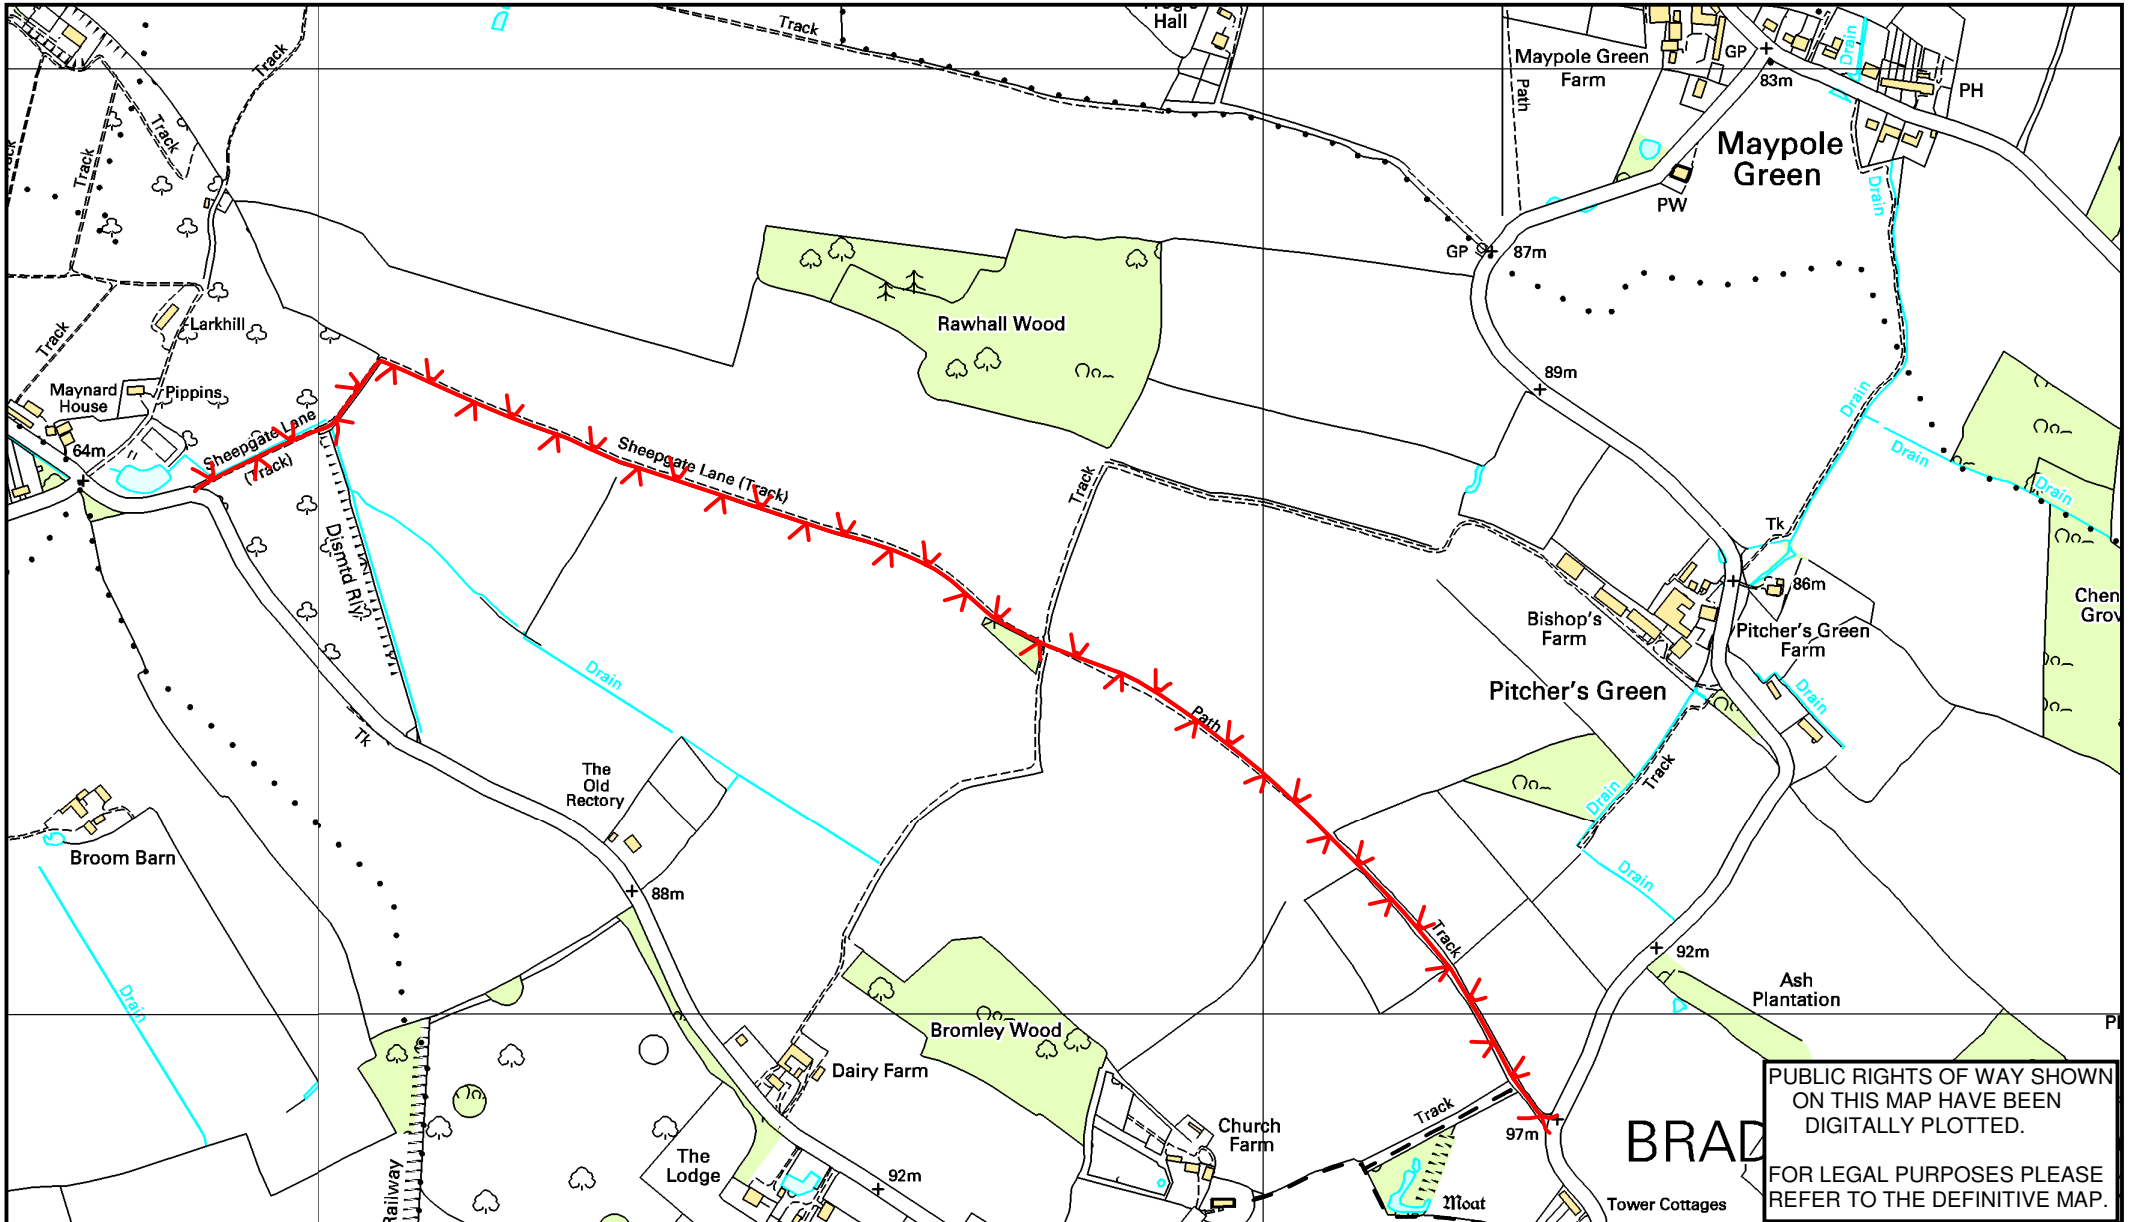 Hall
Track
Track
Maypole Green
Farm
GP
83m
Drain
PH
Path
Track
Track
Maypole
Green
Drain
PW
GP
87m
Larkhill
Rawhall Wood
Track
89m
Maynard
House
Pippins
Drain
64m
Sheepgate Lane
(Track)
Sheepgate Lane (Track)
Track
Drain
Drain
Dismtd Rly
Tk
86m
Bishop's
Farm
Pitcher's Green
Farm
Pitcher's Green
Drain
Drain
Path
Tk
The
Old
Rectory
Track
Drain
Broom Barn
88m
Drain
Track
92m
Ash
Plantation
Drain
Bromley Wood
Dairy Farm
Track
97m
BRAD
Church
Farm
The
Lodge
92m
Railway
Moat
Tower Cottages
PUBLIC RIGHTS OF WAY SHOWN
ON THIS MAP HAVE BEEN
DIGITALLY PLOTTED.
FOR LEGAL PURPOSES PLEASE
REFER TO THE DEFINITIVE MAP.